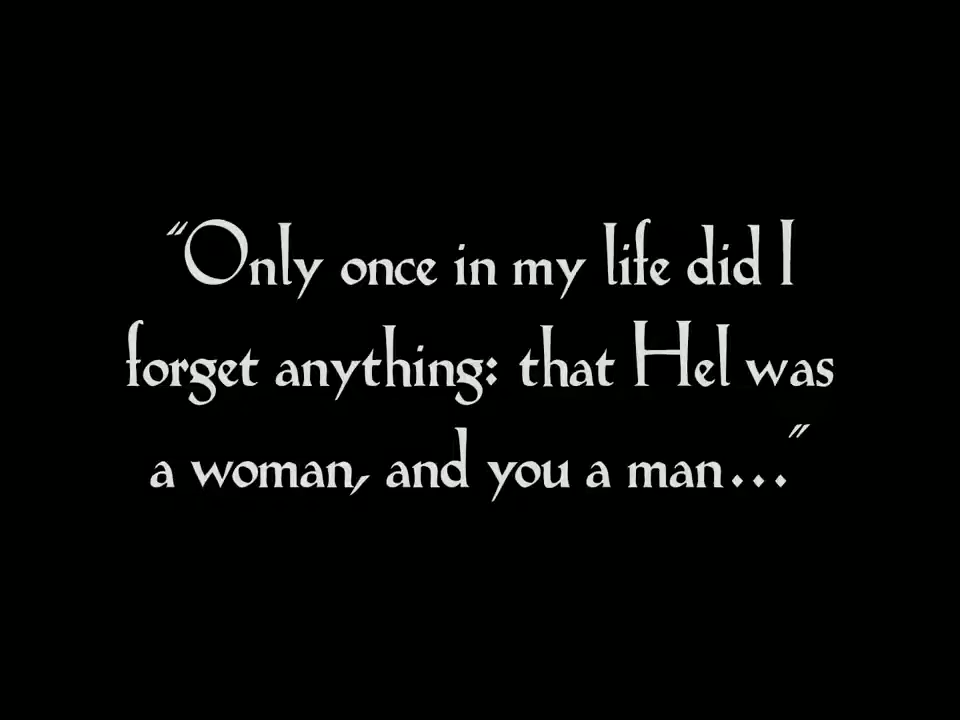 “Only once in my life did I
forget anything: that Hel was
a woman, and you a man...”